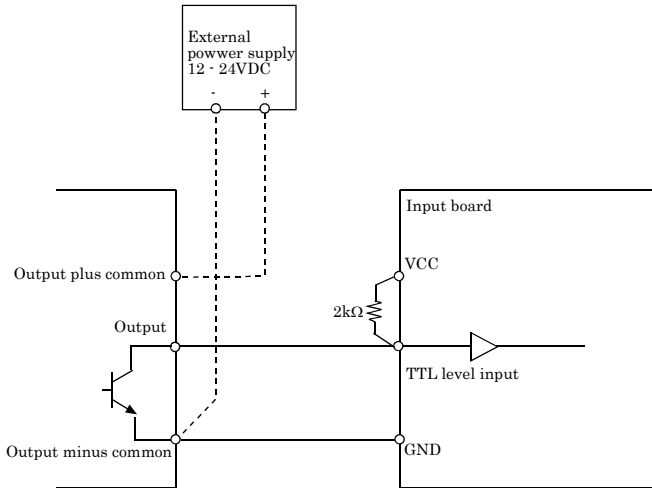 External
powwer supply
12 - 24VDC
- +
Input board
Output plus common
VCC
2kΩ
Output
TTL level input
Output minus common
GND